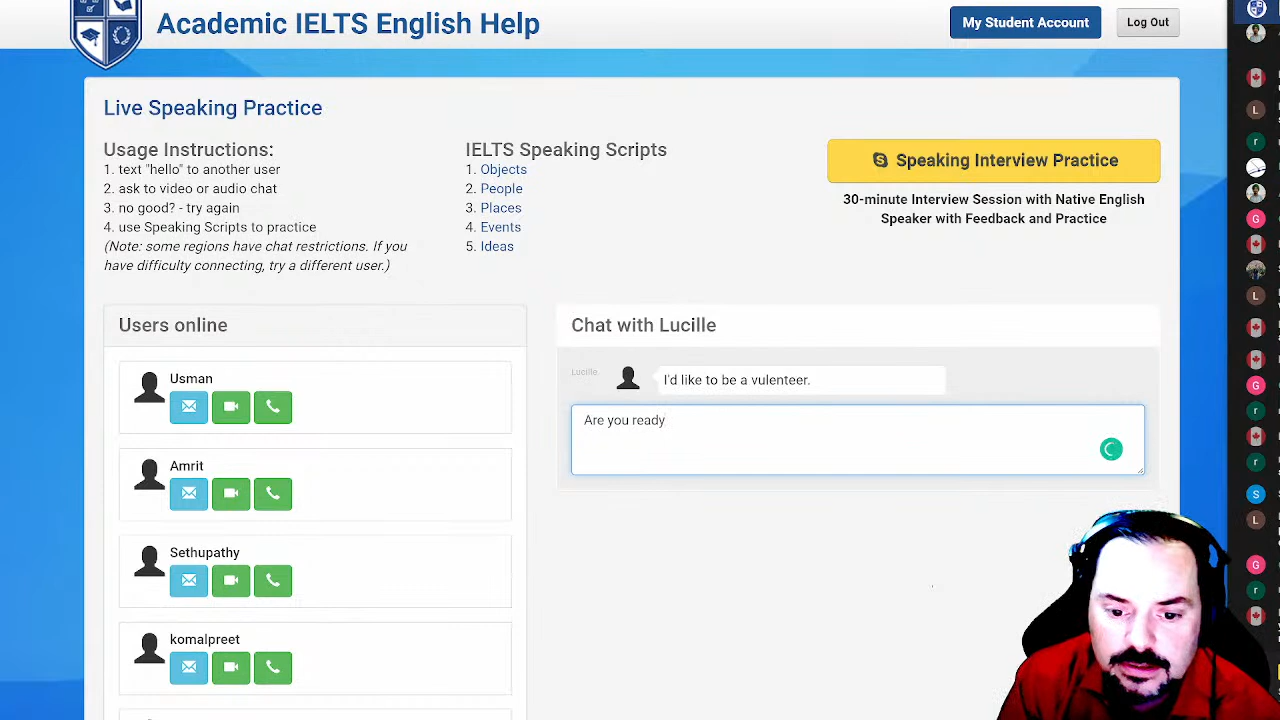 Academic IELTS English Help
My Student Account
Log Out
Live Speaking Practice
Usage Instructions:
1. text "hello" to another user
2. ask to video or audio chat
3. no good? - try again
4. use Speaking Scripts to practice
(Note: some regions have chat restrictions. If you
have difficulty connecting, try a different user.)
IELTS Speaking Scripts
1. Objects
2. People
3. Places
4. Events
5. Ideas
Speaking Interview Practice
30-minute Interview Session with Native English
Speaker with Feedback and Practice
Users online
Usman
Amrit
Sethupathy
komalpreet
Chat with Lucille
Lucille
I'd like to be a vulenteer.
Are you ready
L
r
G
L
G
r
r
S
L
G
r